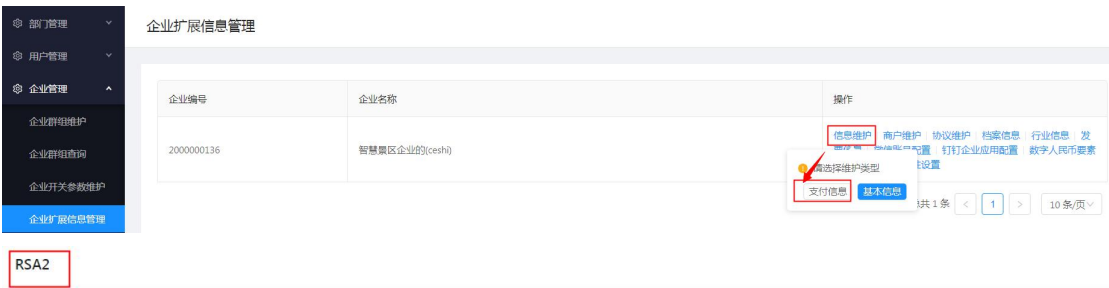 部门管理
企业扩展信息管理
用户管理
企业管理
企业编号
企业名称
操作
企业群组维护
信息维护 商户维护 协议维护 档案信息 行业信息 发
企业群组查询
2000000136
智慧景区企业的(ceshi)
钉钉企业应用配置 数字人民币要素
请选择维护类型
设置
企业开关参数维护
支付信息
基本信息
共 1 条
1
10 条/页
企业扩展信息管理
RSA2